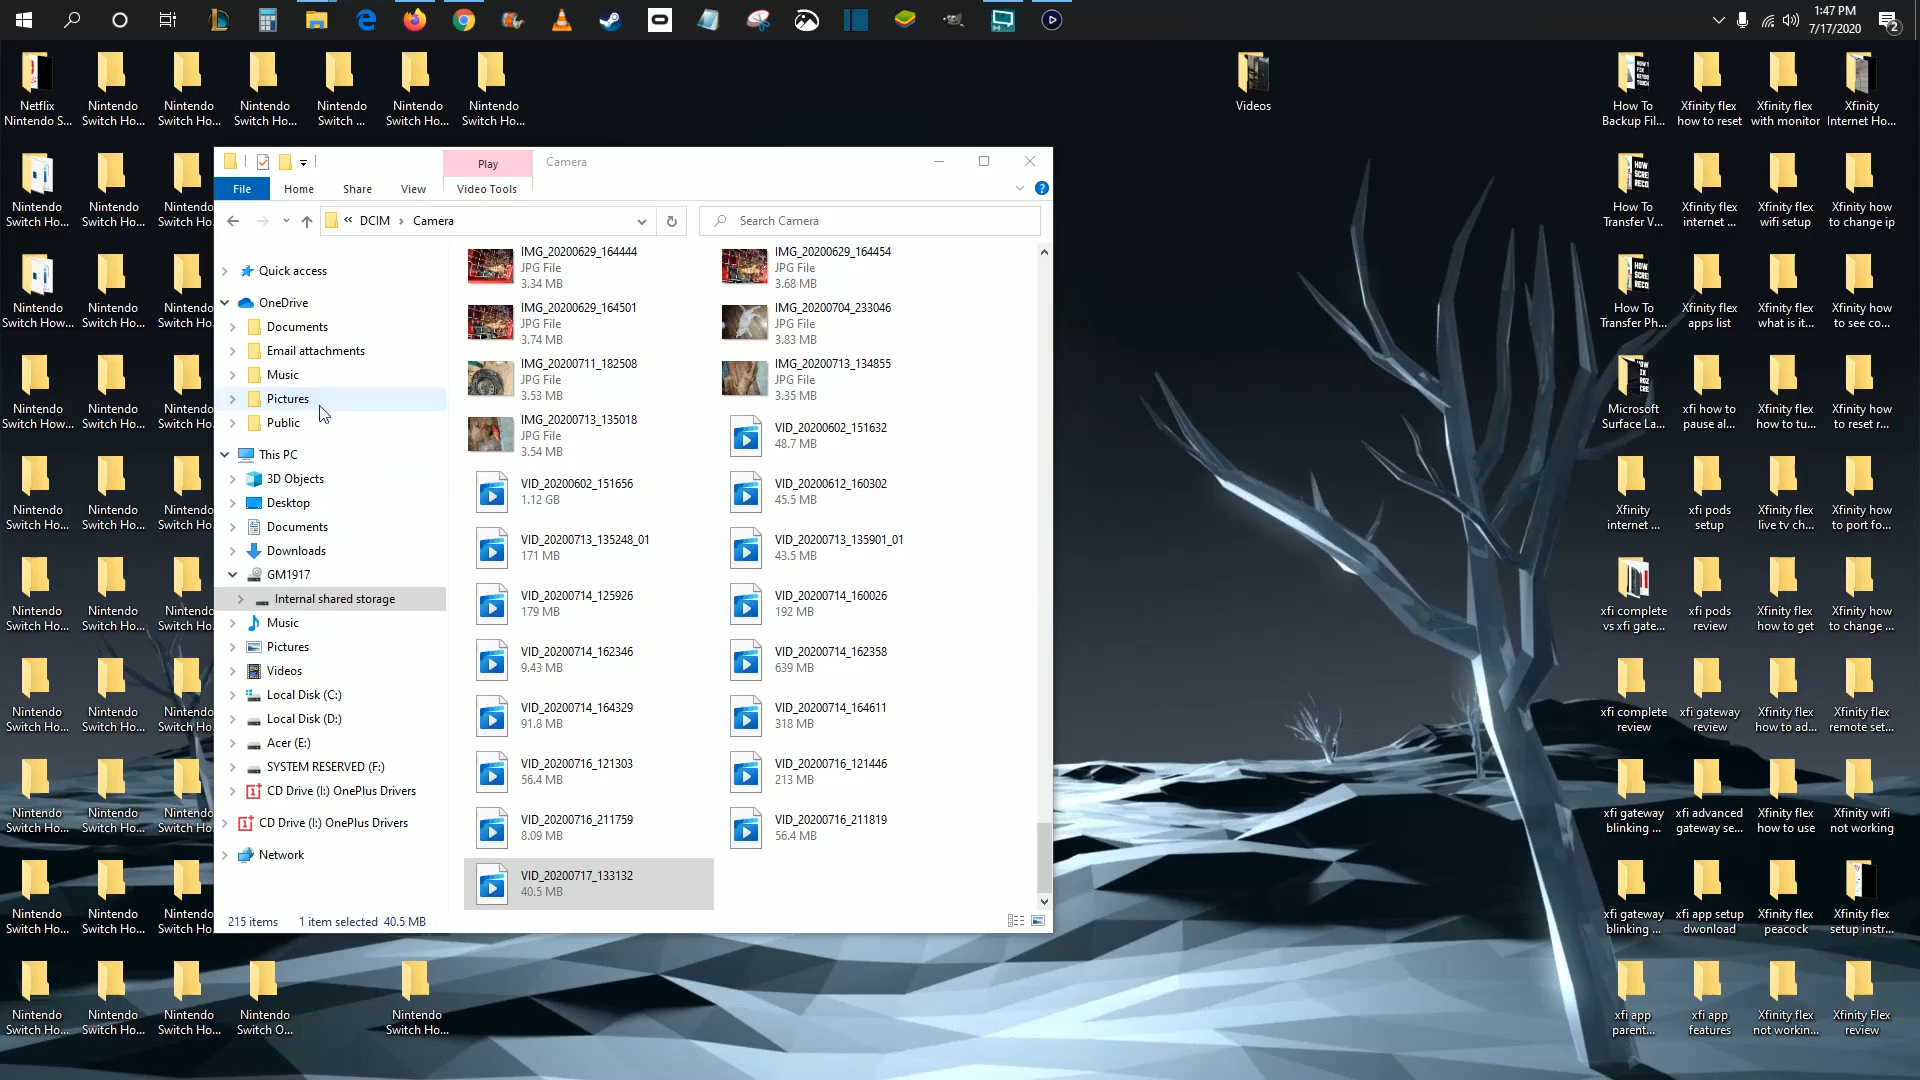 1:47 PM
7/17/2020
2
Netflix
Nintendo S...
Nintendo
Switch Ho...
Nintendo
Switch Ho...
Nintendo
Switch Ho...
Nintendo
Switch ...
Nintendo
Switch Ho...
Nintendo
Switch Ho...
Videos
How To
Backup Fil...
Xfinity flex
how to reset
Xfinity flex
with monitor
Xfinity
Internet Ho...
Nintendo
Switch Ho...
Nintendo
Switch Ho...
Nintendo
Switch Ho...
How To
Transfer V...
Xfinity flex
internet ...
Xfinity flex
wifi setup
Xfinity how
to change ip
Nintendo
Switch How...
Nintendo
Switch Ho...
Nintendo
Switch Ho.
How To
Transfer Ph...
Xfinity flex
apps list
Xfinity flex
what is it...
Xfinity how
to see co...
Nintendo
Switch How...
Nintendo
Switch Ho...
Nintendo
Switch Ho.
Microsoft
Surface La...
xfi how to
pause al...
Xfinity flex
how to tu...
Xfinity how
to reset r...
Nintendo
Switch Ho...
Nintendo
Switch Ho...
Nintendo
Switch Ho.
Xfinity
internet ...
xfi pods
setup
Xfinity flex
live tv ch...
Xfinity how
to port fo...
Nintendo
Switch Ho...
Nintendo
Switch Ho...
Nintendo
Switch Ho.
xfi complete
vs xfi gate...
xfi pods
review
Xfinity flex
how to get
Xfinity how
to change ...
Nintendo
Switch Ho...
Nintendo
Switch Ho...
Nintendo
Switch Ho.
xfi complete
review
xfi gateway
review
Xfinity flex
how to ad...
Xfinity flex
remote set...
Nintendo
Switch Ho...
Nintendo
Switch Ho...
Nintendo
Switch Ho.
xfi gateway
blinking ...
xfi advanced
gateway se...
Xfinity flex
how to use
Xfinity wifi
not working
Nintendo
Switch Ho...
Nintendo
Switch Ho...
Nintendo
Switch Ho...
xfi gateway
blinking ...
xfi app setup
dwonload
Xfinity flex
peacock
Xfinity flex
setup instr...
Nintendo
Switch Ho...
Nintendo
Switch Ho...
Nintendo
Switch Ho...
Nintendo
Switch O...
Nintendo
Switch Ho...
xfi app
parent...
xfi app
features
Xfinity flex
not workin...
Xfinity Flex
review
Play
Camera
File
Home
Share
View
Video Tools
DCIM
Camera
Search Camera
Quick access
OneDrive
Documents
Email attachments
Music
Pictures
Public
This PC
3D Objects
Desktop
Documents
Downloads
GM1917
Internal shared storage
Music
Pictures
Videos
Local Disk (C:)
Local Disk (D:)
Acer (E:)
SYSTEM RESERVED (F:)
CD Drive (I:) OnePlus Drivers
CD Drive (I:) OnePlus Drivers
Network
IMG_20200629_164444
JPG File
3.34 MB
IMG_20200629_164454
JPG File
3.68 MB
IMG_20200629_164501
JPG File
3.74 MB
IMG_20200704_233046
JPG File
3.83 MB
IMG_20200711_182508
JPG File
3.53 MB
IMG_20200713_134855
JPG File
3.35 MB
IMG_20200713_135018
JPG File
3.54 MB
VID_20200602_151632
48.7 MB
VID_20200602_151656
1.12 GB
VID_20200612_160302
45.5 MB
VID_20200713_135248_01
171 MB
VID_20200713_135901_01
43.5 MB
VID_20200714_125926
179 MB
VID_20200714_160026
192 MB
VID_20200714_162346
9.43 MB
VID_20200714_162358
639 MB
VID_20200714_164329
91.8 MB
VID_20200714_164611
318 MB
VID_20200716_121303
56.4 MB
VID_20200716_121446
213 MB
VID_20200716_211759
8.09 MB
VID_20200716_211819
56.4 MB
VID_20200717_133132
40.5 MB
215 items
1 item selected 40.5 MB